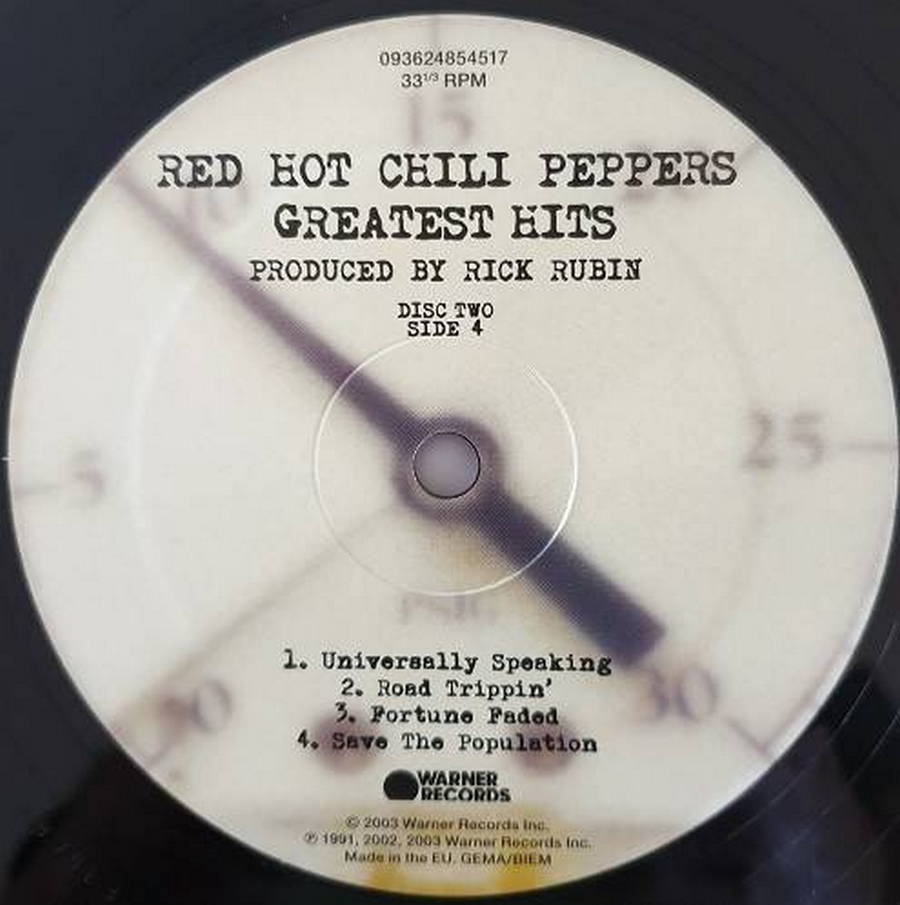 093624854517
33 1/3 RPM
15
RED HOT CHILI PEPPERS
10
GREATEST HITS
PRODUCED BY RICK RUBIN
DISC TWO
SIDE 4
25
5
PSIG
1. Universally Speaking
2. Road Trippin'
30
3. Fortune Faded
4. Save The Population
WARNER
RECORDS
© 2003 Warner Records Inc.
℗ 1991, 2002, 2003 Warner Records Inc.
Made in the EU. GEMA/BIEM